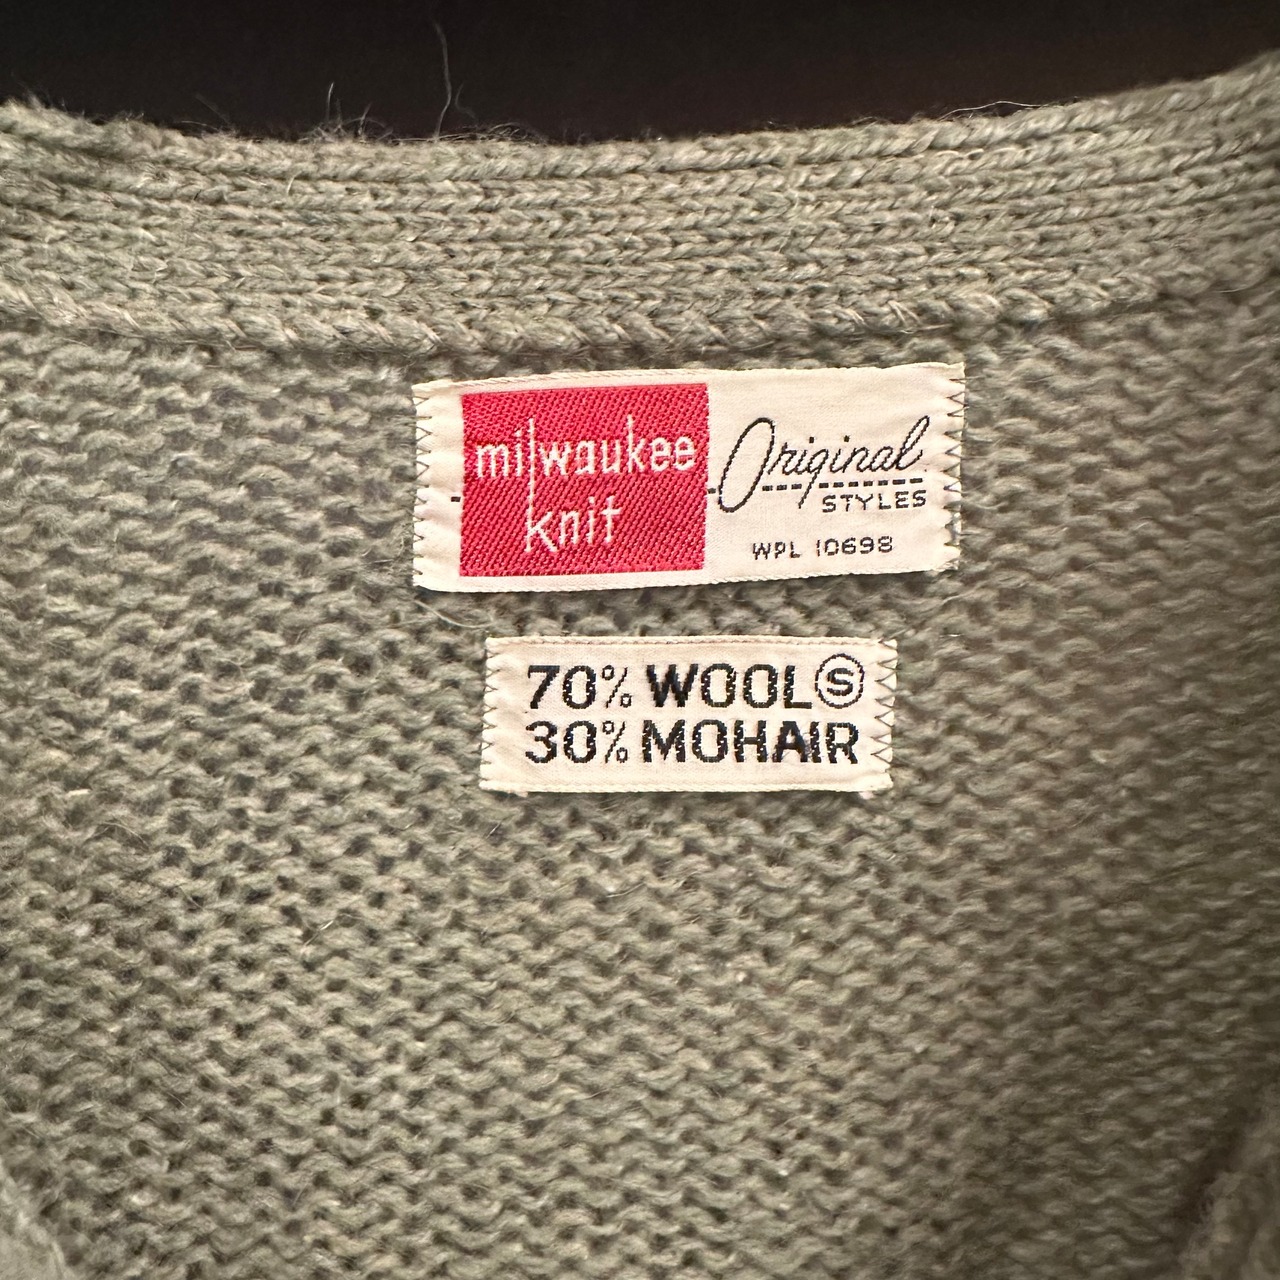 milwaukee
knit
Original
STYLES
WPL 10698
70% WOOL Ⓢ
30% MOHAIR